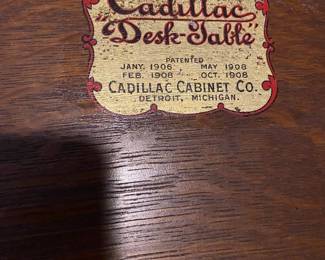 Cadillac
"Desk-Table"
PATENTED
JANY. 1906, MAY 1908
FEB. 1908 OCT. 1908
CADILLAC CABINET CO.
DETROIT, MICHIGAN.